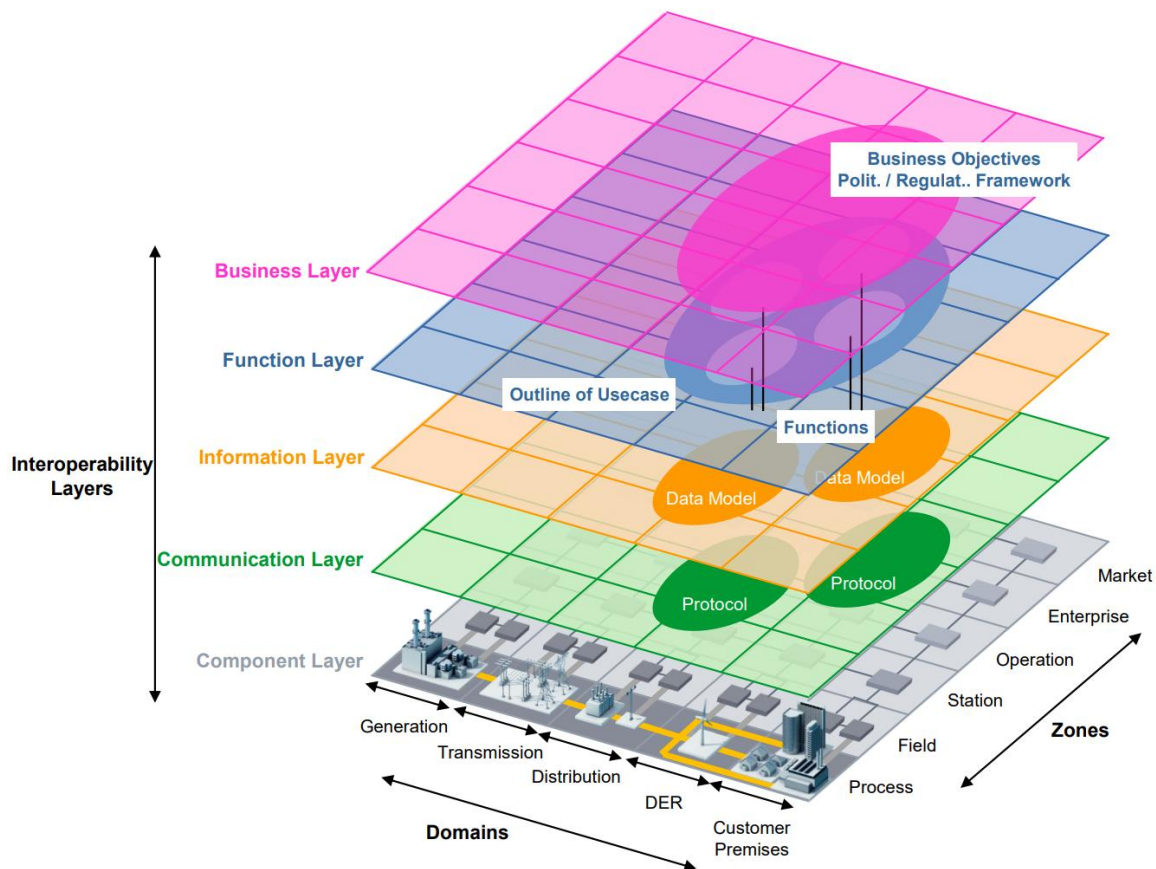 Business Objectives
Polit. / Regulat.. Framework
Business Layer
Function Layer
Outline of Usecase
Functions
Interoperability
Layers
Information Layer
Data Model
Data Model
Communication Layer
Protocol
Protocol
Component Layer
Market
Enterprise
Operation
Station
Field
Process
Zones
Generation
Transmission
Distribution
DER
Customer
Premises
Domains